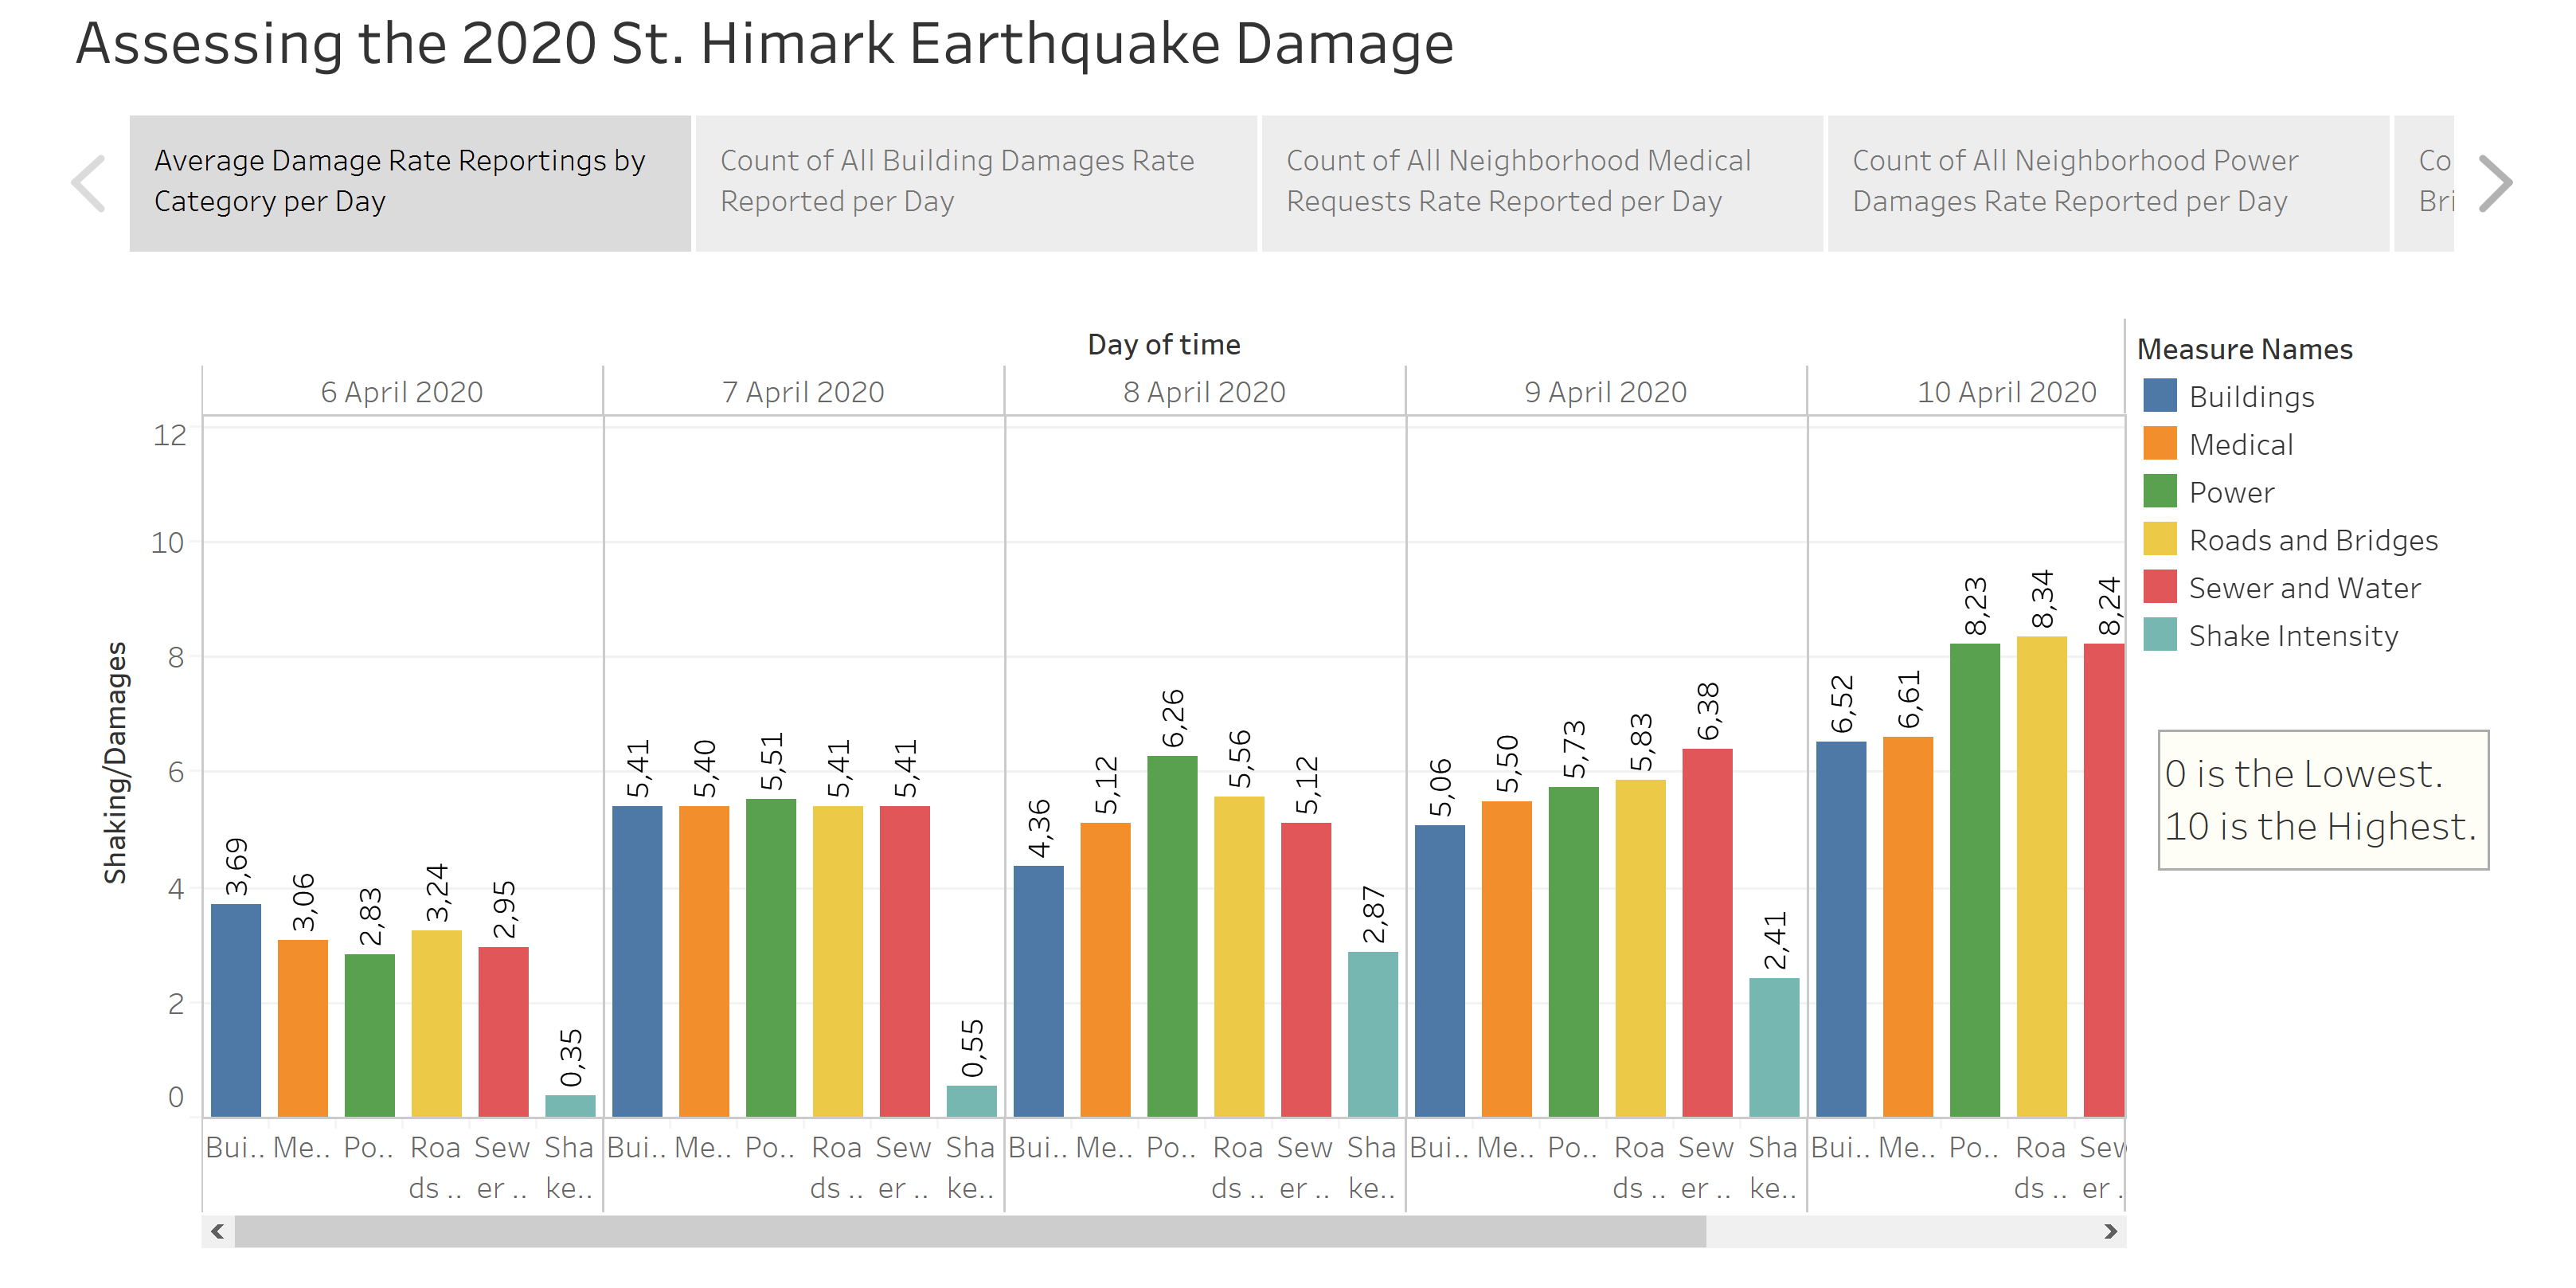 Assessing the 2020 St. Himark Earthquake Damage
Average Damage Rate Reportings by
Category per Day
Count of All Building Damages Rate
Reported per Day
Count of All Neighborhood Medical
Requests Rate Reported per Day
Count of All Neighborhood Power
Damages Rate Reported per Day
Co
Bri
Day of time
6 April 2020 7 April 2020 8 April 2020 9 April 2020 10 April 2020
Shaking/Damages
12
10
8
6
4
2
0
3,69 3,06 2,83 3,24 2,95 0,35
5,41 5,40 5,51 5,41 5,41 0,55
4,36 5,12 6,26 5,56 5,12 2,87
5,06 5,50 5,73 5,83 6,38 2,41
6,52 6,61 8,23 8,34 8,24
Bui.. Me.. Po.. Roa Sew Sha Bui.. Me.. Po.. Roa Sew Sha Bui.. Me.. Po.. Roa Sew Sha Bui.. Me.. Po.. Roa Sew Sha Bui.. Me.. Po.. Roa Sew
ds .. er .. ke.. ds .. er .. ke.. ds .. er .. ke.. ds .. er .. ke.. ds .. er .
Measure Names
Buildings
Medical
Power
Roads and Bridges
Sewer and Water
Shake Intensity
0 is the Lowest.
10 is the Highest.